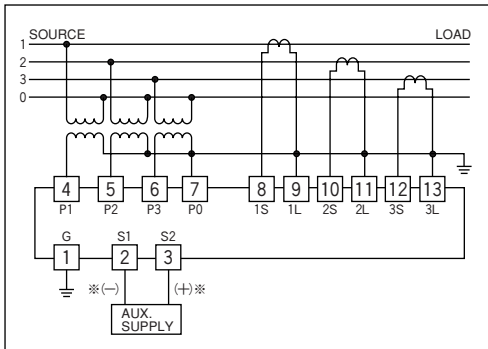 SOURCE LOAD
1
2
3
0
4 5 6 7 8 9 10 11 12 13
P1 P2 P3 P0 1S 1L 2S 2L 3S 3L
G S1 S2
1 2 3
※(−) (+)※
AUX.
SUPPLY